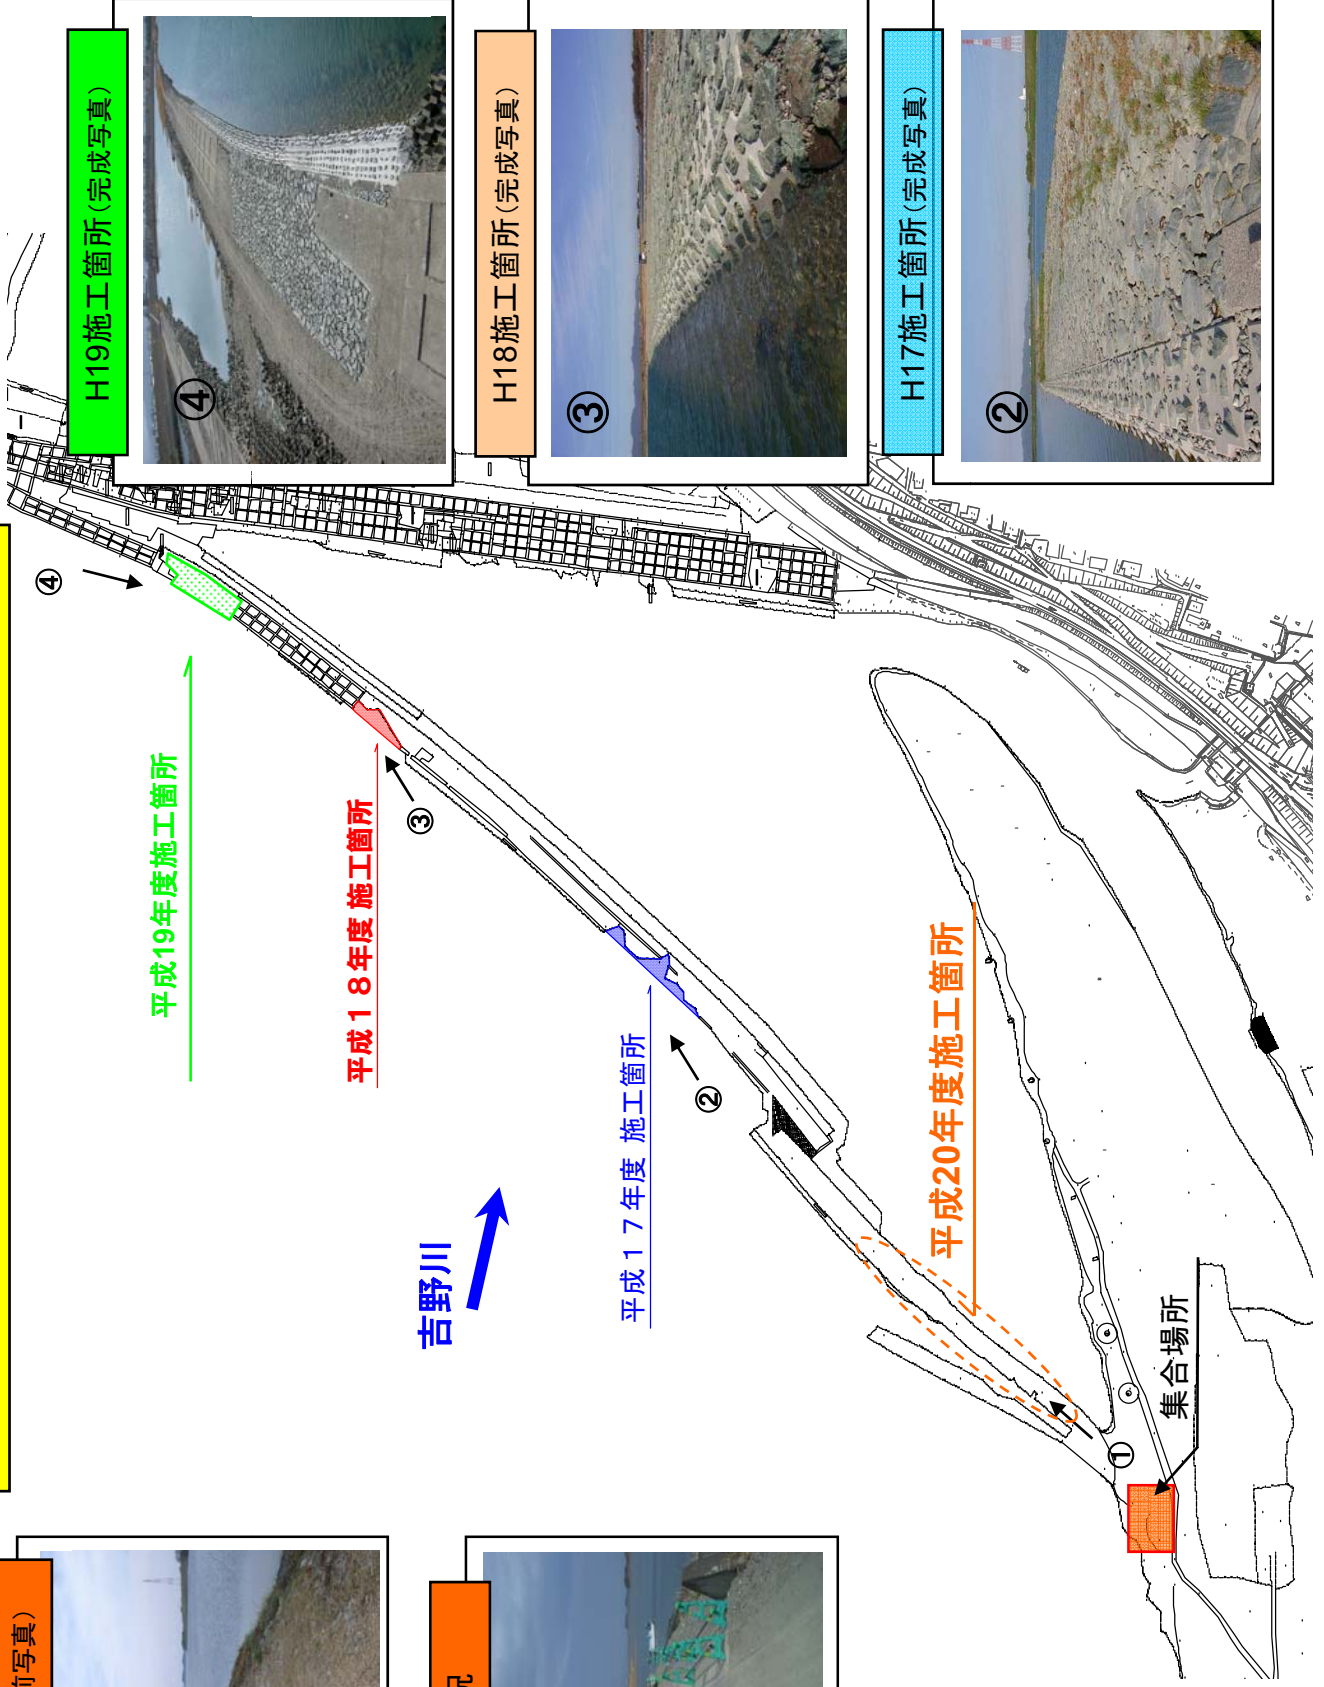 H19施工箇所(完成写真)
④
H18施工箇所(完成写真)
③
H17施工箇所(完成写真)
②
④
平成19年度施工箇所
平成18年度 施工箇所
③
平成17年度 施工箇所
②
吉野川
平成20年度施工箇所
①
集合場所
前写真)
況